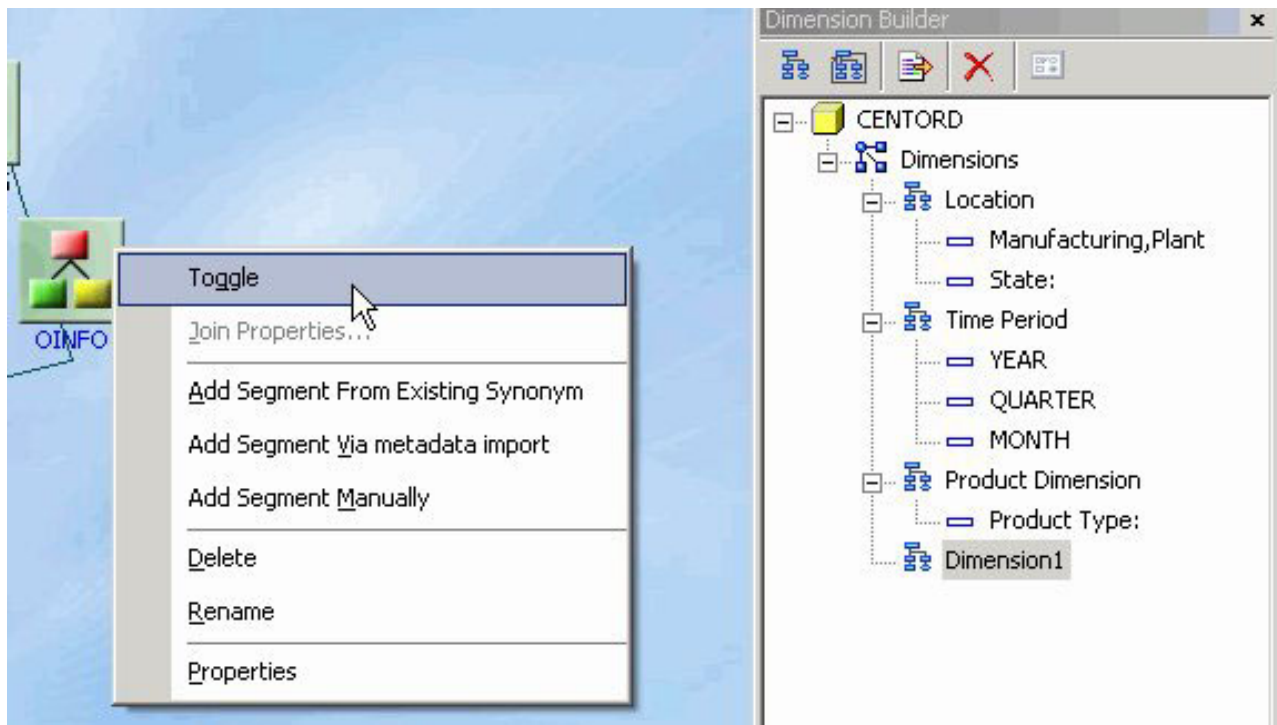 OINFO
Toggle
Join Properties...
Add Segment From Existing Synonym
Add Segment Via metadata import
Add Segment Manually
Delete
Rename
Properties
Dimension Builder
CENTORD
Dimensions
Location
Manufacturing,Plant
State:
Time Period
YEAR
QUARTER
MONTH
Product Dimension
Product Type:
Dimension1